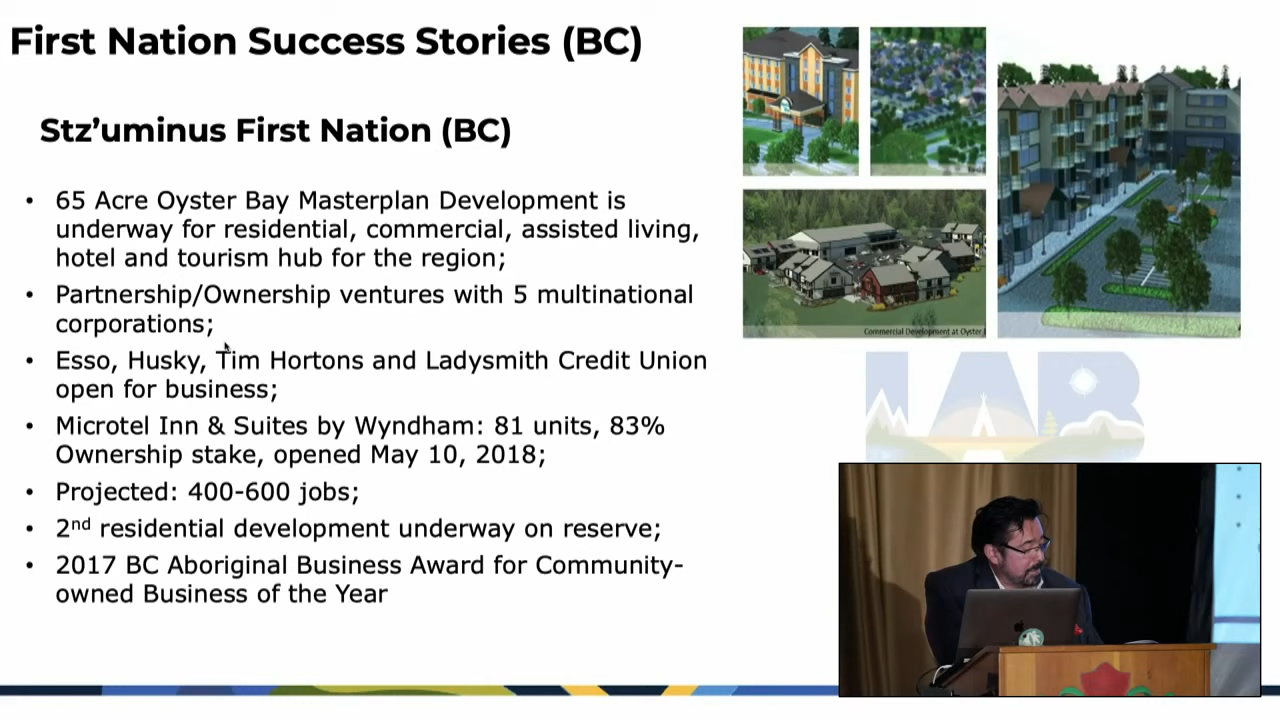 First Nation Success Stories (BC)
Stz’uminus First Nation (BC)
• 65 Acre Oyster Bay Masterplan Development is
underway for residential, commercial, assisted living,
hotel and tourism hub for the region;
• Partnership/Ownership ventures with 5 multinational
corporations;
• Esso, Husky, Tim Hortons and Ladysmith Credit Union
open for business;
• Microtel Inn & Suites by Wyndham: 81 units, 83%
Ownership stake, opened May 10, 2018;
• Projected: 400-600 jobs;
• 2nd residential development underway on reserve;
• 2017 BC Aboriginal Business Award for Community-
owned Business of the Year
Commercial Development at Oyster
LAB